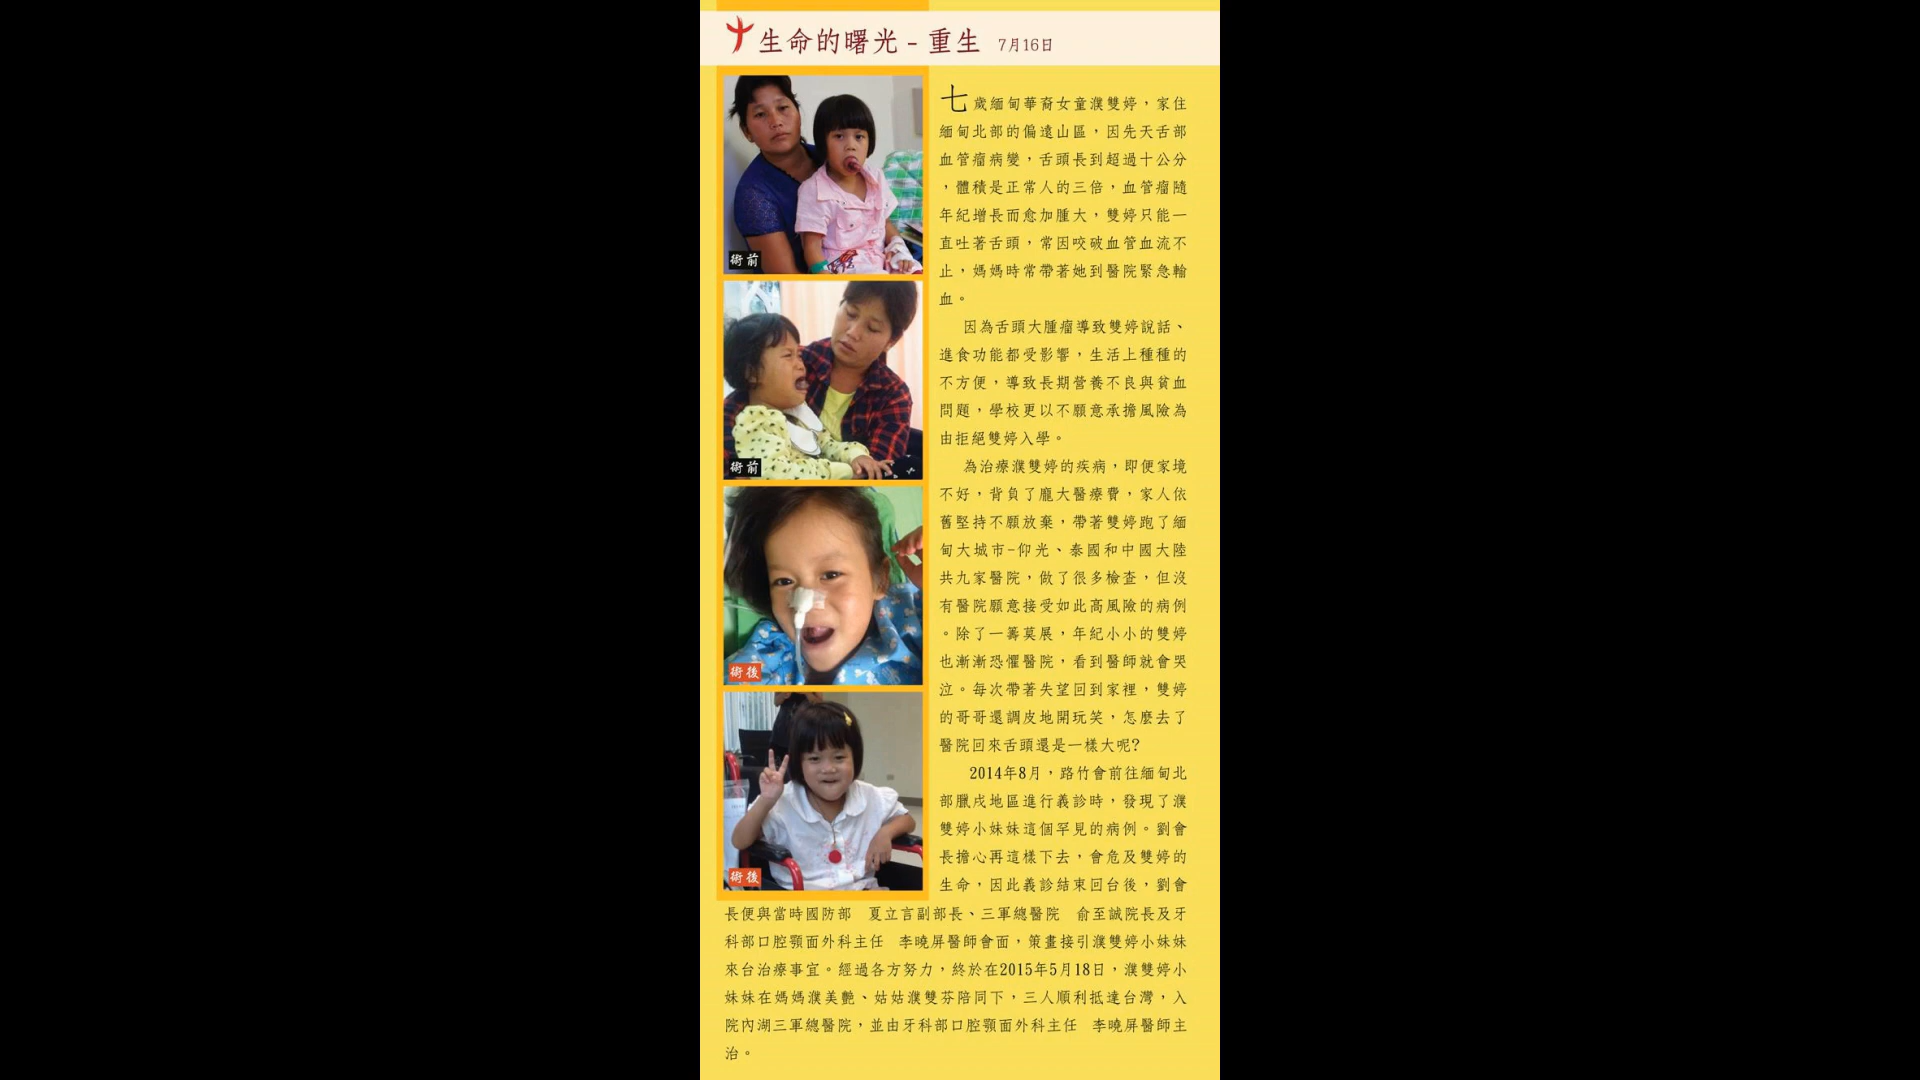 生命的曙光-重生 7月16日
術前
術前
術後
術後
七歲緬甸華裔女童濮雙婷，家住
緬甸北部的偏遠山區，因先天舌部
血管瘤病變，舌頭長到超過十公分
，體積是正常人的三倍，血管瘤隨
年紀增長而愈加腫大，雙婷只能一
直吐著舌頭，常因咬破血管血流不
止，媽媽時常帶著她到醫院緊急輸
血。
因為舌頭大腫瘤導致雙婷說話、
進食功能都受影響，生活上種種的
不方便，導致長期營養不良與貧血
問題，學校更以不願意承擔風險為
由拒絕雙婷入學。
為治療濮雙婷的疾病，即便家境
不好，背負了龐大醫療費，家人依
舊堅持不願放棄，帶著雙婷跑了緬
甸大城市-仰光、泰國和中國大陸
共九家醫院，做了很多檢查，但沒
有醫院願意接受如此高風險的病例
。除了一籌莫展，年紀小小的雙婷
也漸漸恐懼醫院，看到醫師就會哭
泣。每次帶著失望回到家裡，雙婷
的哥哥還調皮地開玩笑，怎麼去了
醫院回來舌頭還是一樣大呢?
2014年8月，路竹會前往緬甸北
部臘戌地區進行義診時，發現了濮
雙婷小妹妹這個罕見的病例。劉會
長擔心再這樣下去，會危及雙婷的
生命，因此義診結束回台後，劉會
長便與當時國防部　夏立言副部長、三軍總醫院　俞至誠院長及牙
科部口腔顎面外科主任　李曉屏醫師會面，策畫接引濮雙婷小妹妹
來台治療事宜。經過各方努力，終於在2015年5月18日，濮雙婷小
妹妹在媽媽濮美艷、姑姑濮雙芬陪同下，三人順利抵達台灣，入
院內湖三軍總醫院，並由牙科部口腔顎面外科主任　李曉屏醫師主
治。